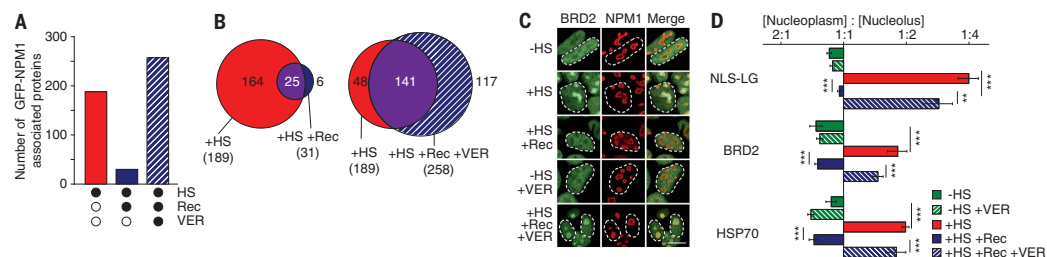 A
Number of GFP-NPM1
associated proteins
300
200
100
0
HS
Rec
VER
B
164
25
6
+HS
(189)
+HS +Rec
(31)
48
141
117
+HS
(189)
+HS +Rec +VER
(258)
C
BRD2 NPM1 Merge
-HS
+HS
+HS
+Rec
-HS
+VER
+HS
+Rec
+VER
D
[Nucleoplasm] : [Nucleolus]
2:1 1:1 1:2 1:4
NLS-LG
***
***
**
BRD2
***
***
***
HSP70
***
***
***
-HS
-HS +VER
+HS
+HS +Rec
+HS +Rec +VER